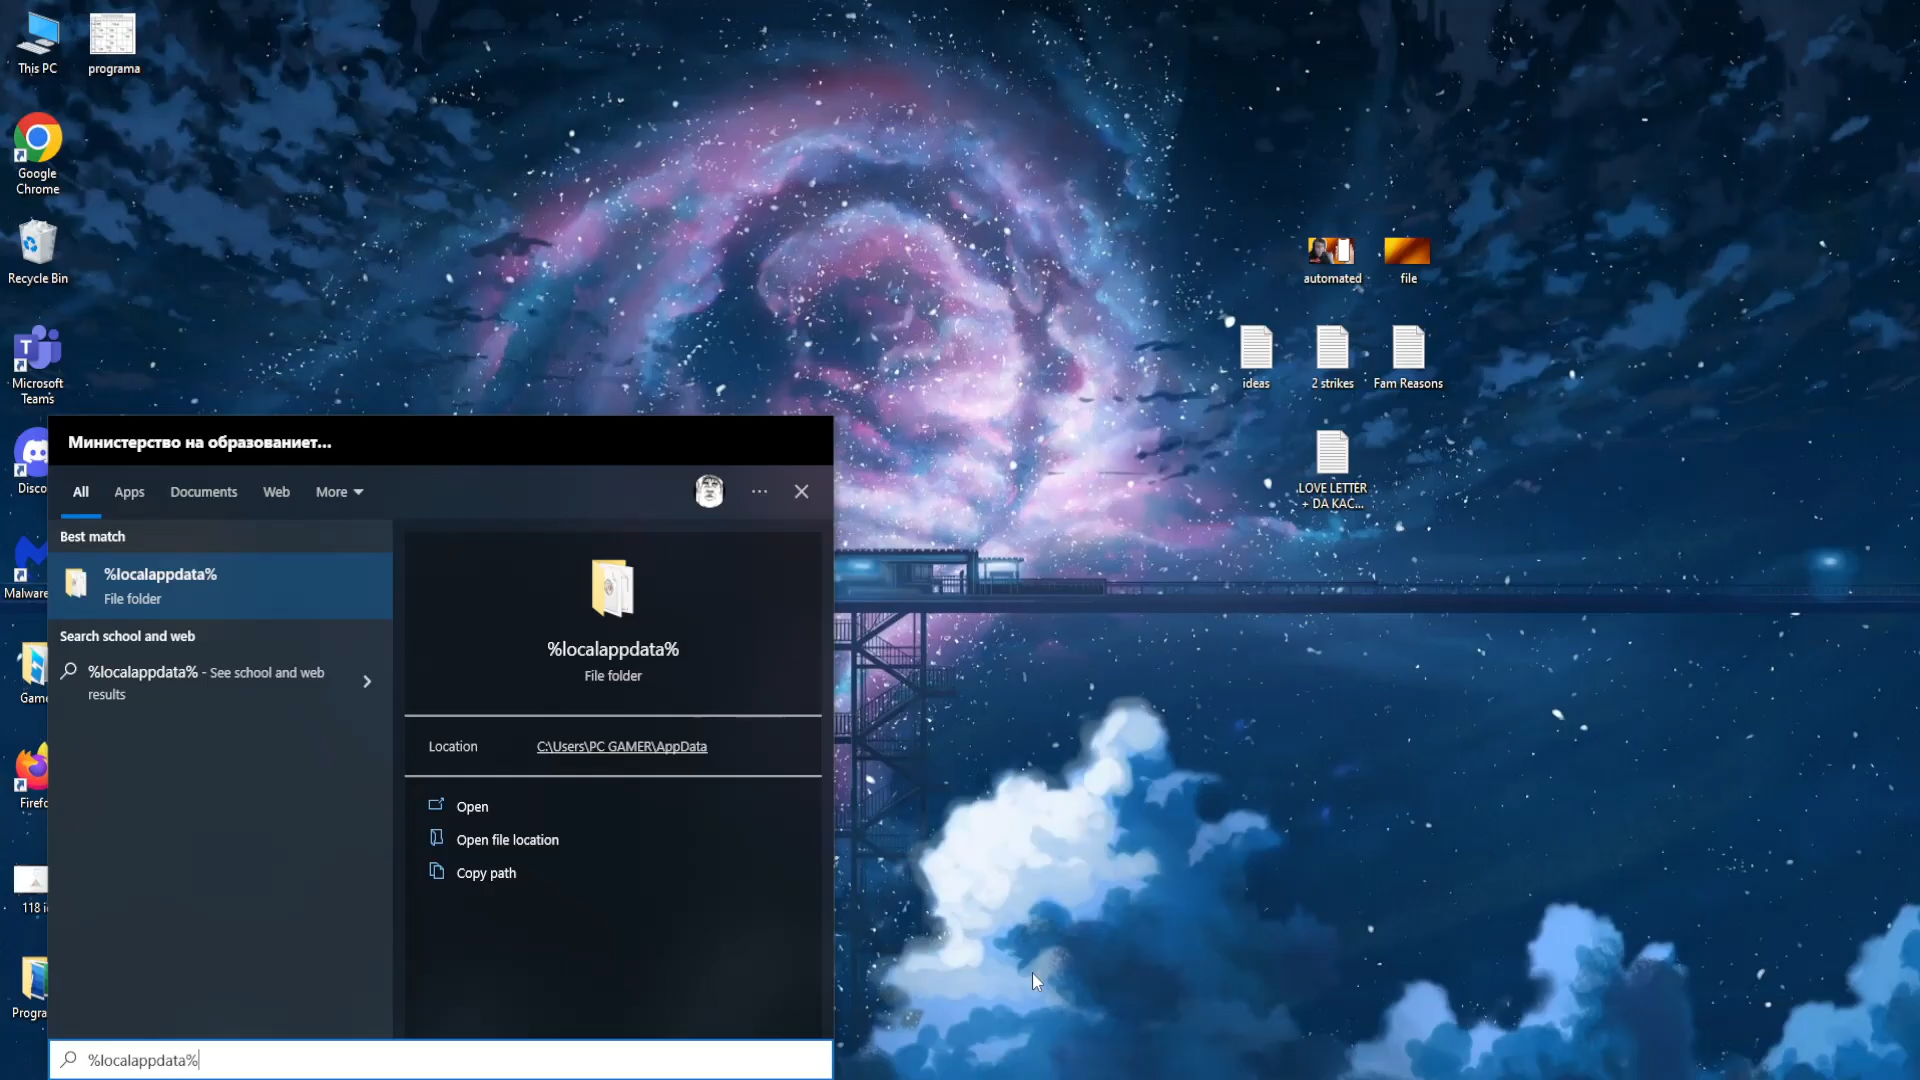 This PC
programa
Google
Chrome
Recycle Bin
Microsoft
Teams
Disco
Malware
Game
Firefo
118 i
Progra
automated
file
ideas
2 strikes
Fam Reasons
LOVE LETTER
+ DA KAC...
Министерство на образованиет...
All
Apps
Documents
Web
More
Best match
%localappdata%
File folder
Search school and web
%localappdata% - See school and web
results
%localappdata%
File folder
Location
C:\Users\PC GAMER\AppData
Open
Open file location
Copy path
%localappdata%